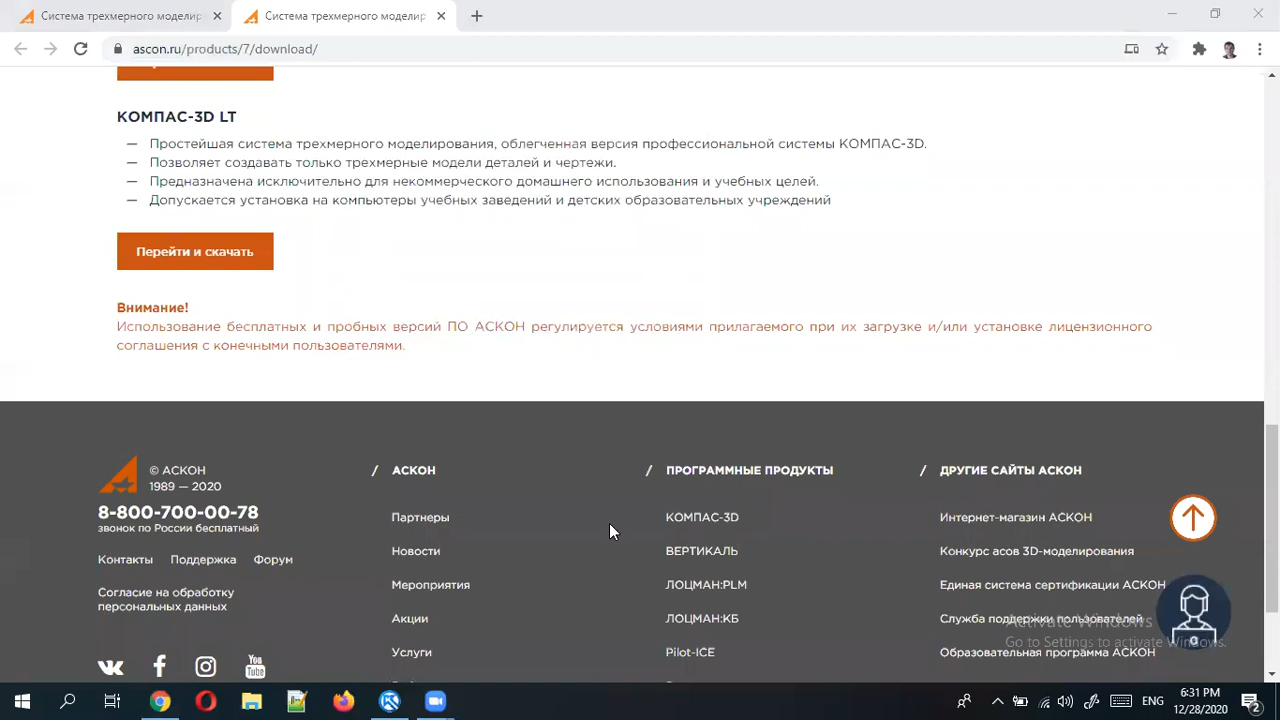 Система трехмерного моделир
Система трехмерного моделир
ascon.ru/products/7/download/
КОМПАС-3D LT
— Простейшая система трехмерного моделирования, облегченная версия профессиональной системы КОМПАС-3D.
— Позволяет создавать только трехмерные модели деталей и чертежи.
— Предназначена исключительно для некоммерческого домашнего использования и учебных целей.
— Допускается установка на компьютеры учебных заведений и детских образовательных учреждений
Перейти и скачать
Внимание!
Использование бесплатных и пробных версий ПО АСКОН регулируется условиями прилагаемого при их загрузке и/или установке лицензионного
соглашения с конечными пользователями.
© АСКОН
1989 — 2020
8-800-700-00-78
звонок по России бесплатный
Контакты Поддержка Форум
Согласие на обработку
персональных данных
You
Tube
/ АСКОН
Партнеры
Новости
Мероприятия
Акции
Услуги
/ ПРОГРАММНЫЕ ПРОДУКТЫ
КОМПАС-3D
ВЕРТИКАЛЬ
ЛОЦМАН:PLM
ЛОЦМАН:КБ
Pilot-ICE
/ ДРУГИЕ САЙТЫ АСКОН
Интернет-магазин АСКОН
Конкурс асов 3D-моделирования
Единая система сертификации АСКОН
Служба поддержки пользователей
Образовательная программа АСКОН
Activate Windows
Go to Settings to activate Windows.
ENG
6:31 PM
12/28/2020
2